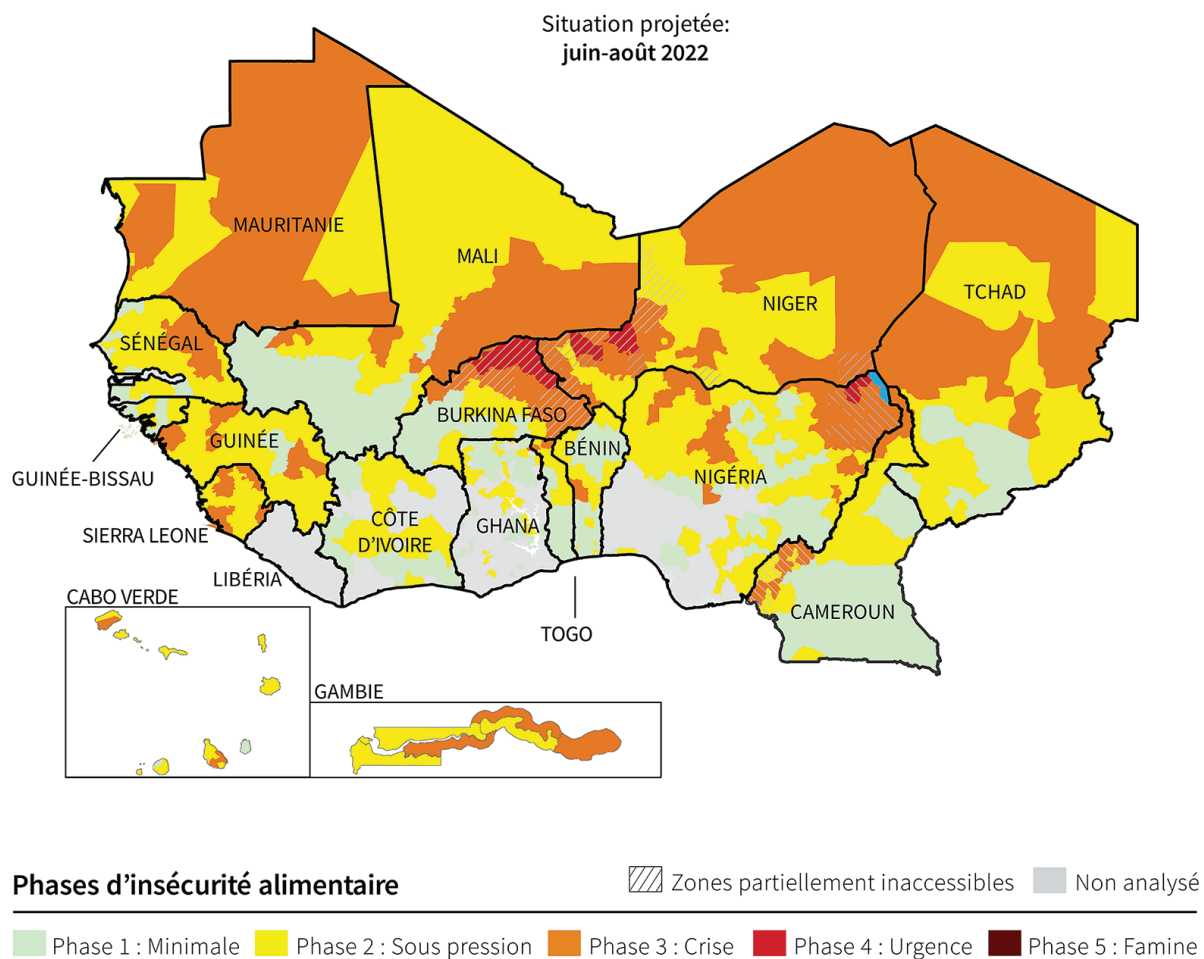 Situation projetée:
juin-août 2022
MAURITANIE
MALI
NIGER
TCHAD
SÉNÉGAL
BURKINA FASO
GUINÉE
BÉNIN
NIGÉRIA
GUINÉE-BISSAU
CÔTE
D'IVOIRE
GHANA
SIERRA LEONE
LIBÉRIA
CABO VERDE
CAMEROUN
TOGO
GAMBIE
Phases d'insécurité alimentaire
Zones partiellement inaccessibles
Non analysé
Phase 1 : Minimale
Phase 2 : Sous pression
Phase 3 : Crise
Phase 4 : Urgence
Phase 5 : Famine